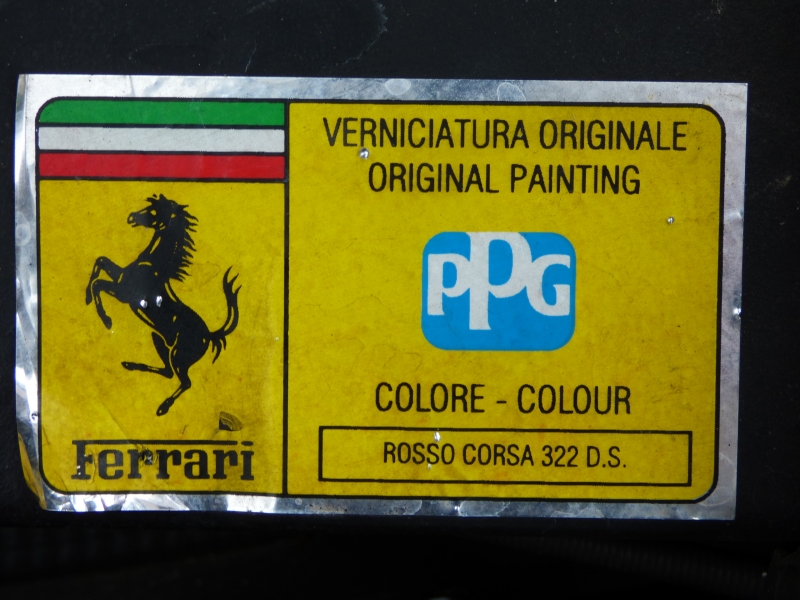 VERNICIATURA ORIGINALE
ORIGINAL PAINTING
PPG
COLORE - COLOUR
ROSSO CORSA 322 D.S.
Ferrari